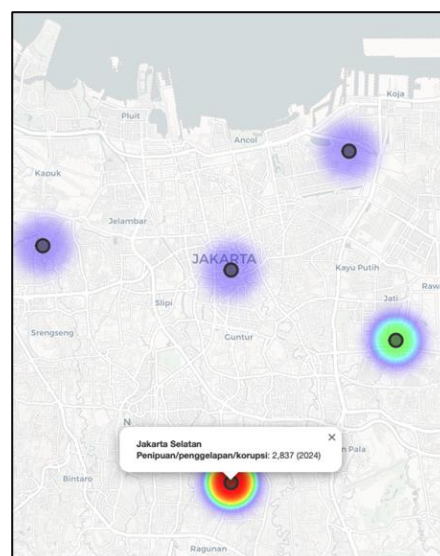 Koja
Pluit
Ancol
Kapuk
Jelambar
JAKARTA
Kayu Putih
Slipi
Jati
Rawa
Srengseng
Guntur
N
Jakarta Selatan
Penipuan/penggelapan/korupsi: 2,837 (2024)
×
n Pala
Bintaro
Ragunan